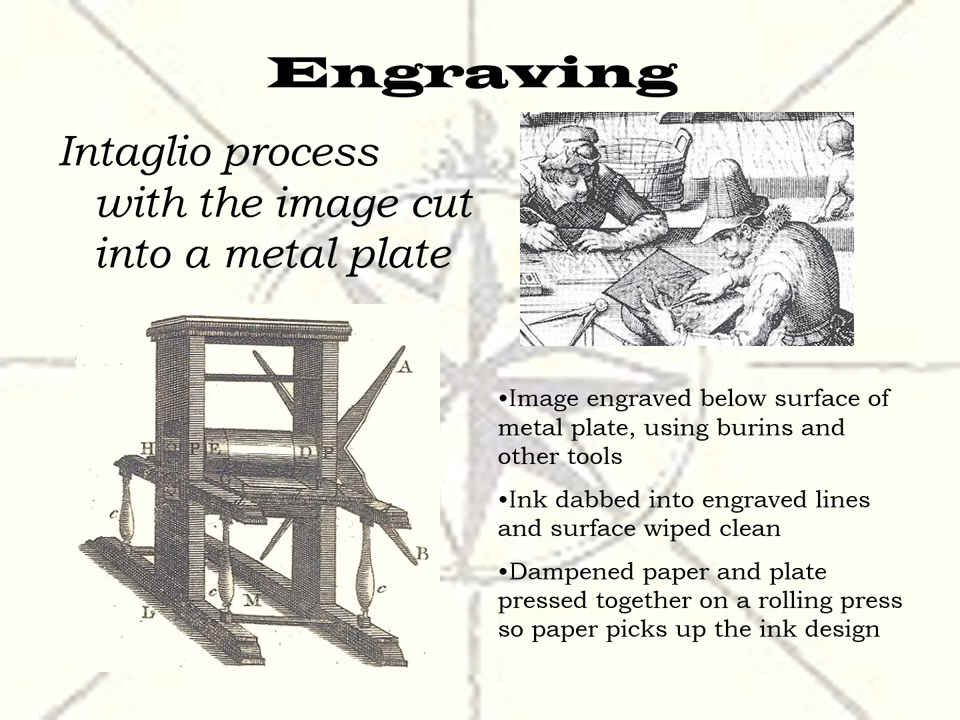 Engraving
Intaglio process
with the image cut
into a metal plate
A
H P E D P
c
B
c c
L M
•Image engraved below surface of
metal plate, using burins and
other tools
•Ink dabbed into engraved lines
and surface wiped clean
•Dampened paper and plate
pressed together on a rolling press
so paper picks up the ink design